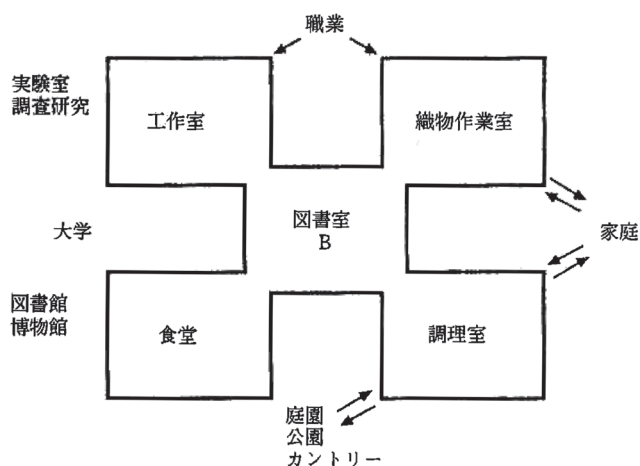 職業
実験室
調査研究
工作室
織物作業室
大学
図書室
B
家庭
図書館
博物館
食堂
調理室
庭園
公園
カントリー